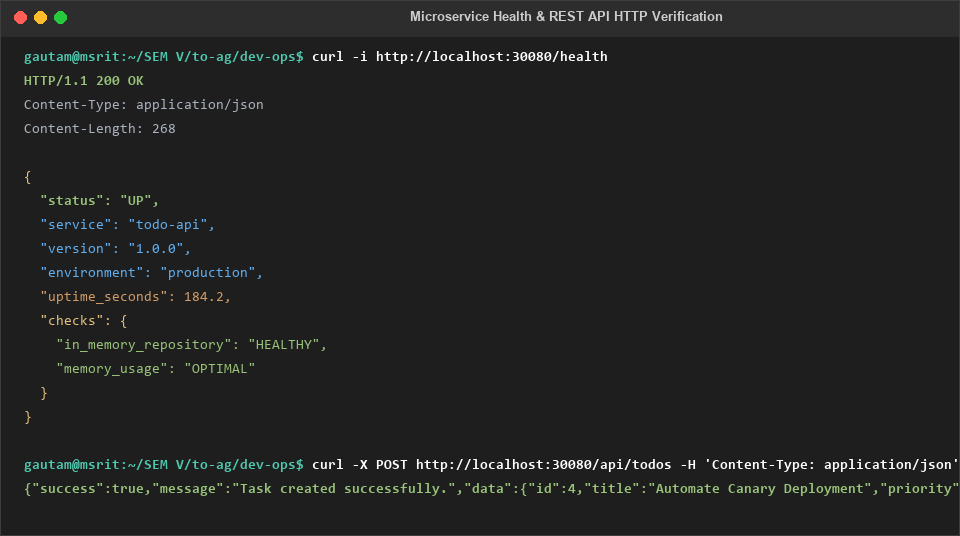 Microservice Health & REST API HTTP Verification
gautam@msrit:~/SEM V/to-ag/dev-ops$ curl -i http://localhost:30080/health
HTTP/1.1 200 OK
Content-Type: application/json
Content-Length: 268
{
  "status": "UP",
  "service": "todo-api",
  "version": "1.0.0",
  "environment": "production",
  "uptime_seconds": 184.2,
  "checks": {
    "in_memory_repository": "HEALTHY",
    "memory_usage": "OPTIMAL"
  }
}
gautam@msrit:~/SEM V/to-ag/dev-ops$ curl -X POST http://localhost:30080/api/todos -H 'Content-Type: application/json'
{"success":true,"message":"Task created successfully.","data":{"id":4,"title":"Automate Canary Deployment","priority"